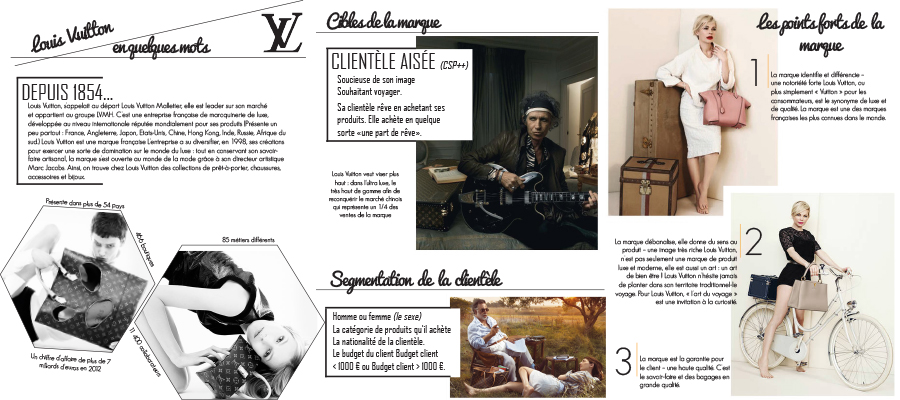 Louis Vuitton
en quelques mots
LV
DEPUIS 1854...
Louis Vuitton, s'appelait au départ Louis Vuitton Malletier, elle est leader sur son marché
et appartient au groupe LVMH. C'est une entreprise française de maroquinerie de luxe,
développée au niveau internationale réputée mondialement pour ses produits (Présente un
peu partout : France, Angleterre, Japon, États-Unis, Chine, Hong Kong, Inde, Russie, Afrique du
sud.) Louis Vuitton est une marque française L'entreprise a su diversifier, en 1998, ses créations
pour exercer une sorte de domination sur le monde du luxe : tout en conservant son savoir-
faire artisanal, la marque s'est ouverte au monde de la mode grâce à son directeur artistique
Marc Jacobs. Ainsi, on trouve chez Louis Vuitton des collections de prêt-à-porter, chaussures,
accessoires et bijoux.
Présente dans plus de 54 Pays
466 boutiques
Un chiffre d'affaire de plus de 7
milliards d'euros en 2012
85 métiers différents
11 400 collaborateurs
Cibles de la marque
CLIENTÈLE AISÉE (CSP++)
Soucieuse de son image
Souhaitant voyager.
Sa clientèle rêve en achetant ses
produits. Elle achète en quelque
sorte «une part de rêve».
Louis Vuitton veut viser plus
haut : dans l'ultra luxe, le
très haut de gamme afin de
reconquérir le marché chinois
qui représente un 1/4 des
ventes de la marque
Segmentation de la clientèle
Homme ou femme (le sexe)
La catégorie de produits qu'il achète
La nationalité de la clientèle.
Le budget du client Budget client
< 1000 € ou Budget client > 1000 €.
Les points forts de la
marque
1
La marque identifie et différencie –
une notoriété forte Louis Vuitton, ou
plus simplement « Vuitton » pour les
consommateurs, est le synonyme de luxe et
de qualité. La marque est une des marques
françaises les plus connues dans le monde.
2
La marque débanalise, elle donne du sens au
produit – une image très riche Louis Vuitton,
n'est pas seulement une marque de produit
luxe et moderne, elle est aussi un art : un art
de bien être ! Louis Vuitton n'hésite jamais
de planter dans son territoire traditionnel-le
voyage. Pour Louis Vuitton, « l'art du voyage »
est une invitation à la curiosité.
3
La marque est la garantie pour
le client – une haute qualité. C'est
le savoir-faire et des bagages en
grande qualité.